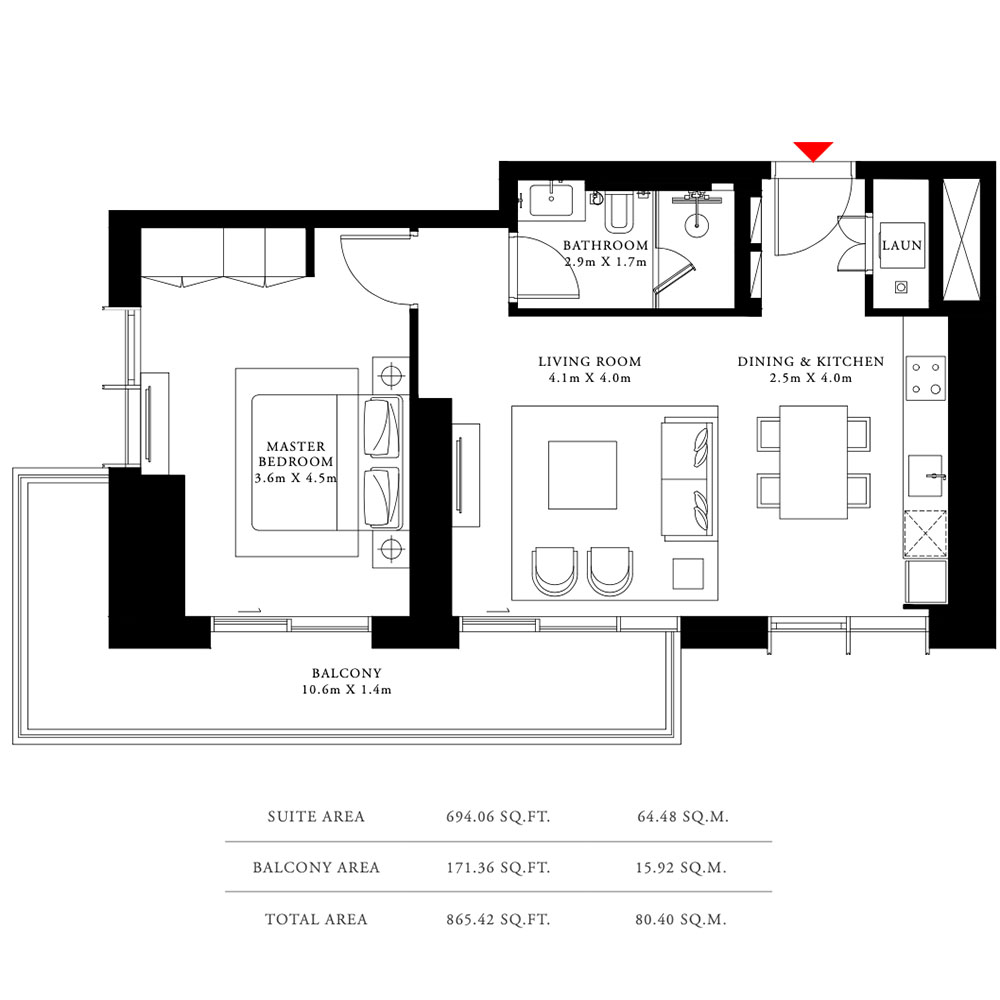 BATHROOM
2.9m X 1.7m
LAUN
LIVING ROOM
4.1m X 4.0m
DINING & KITCHEN
2.5m X 4.0m
MASTER
BEDROOM
3.6m X 4.5m
BALCONY
10.6m X 1.4m
SUITE AREA 694.06 SQ.FT. 64.48 SQ.M.
BALCONY AREA 171.36 SQ.FT. 15.92 SQ.M.
TOTAL AREA 865.42 SQ.FT. 80.40 SQ.M.